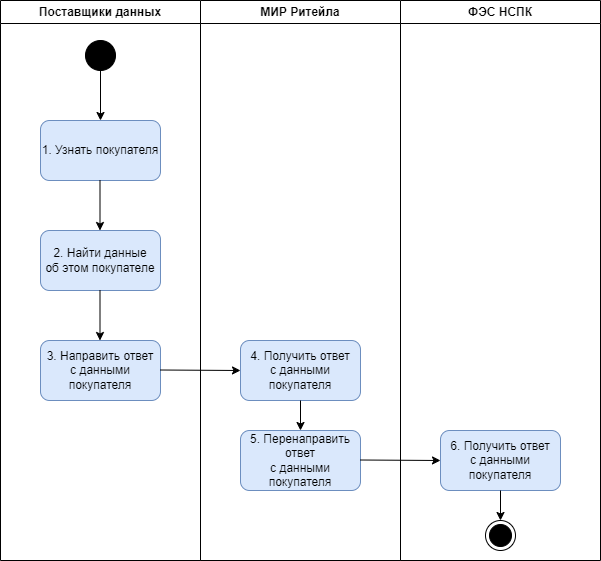 Поставщики данных
МИР Ритейла
ФЭС НСПК
1. Узнать покупателя
2. Найти данные
об этом покупателе
3. Направить ответ
с данными
покупателя
4. Получить ответ
с данными
покупателя
5. Перенаправить
ответ
с данными
покупателя
6. Получить ответ
с данными
покупателя